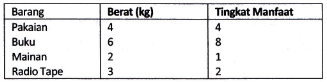 Barang Berat (kg) Tingkat Manfaat
Pakaian 4 4
Buku 6 8
Mainan 2 1
Radio Tape 3 2